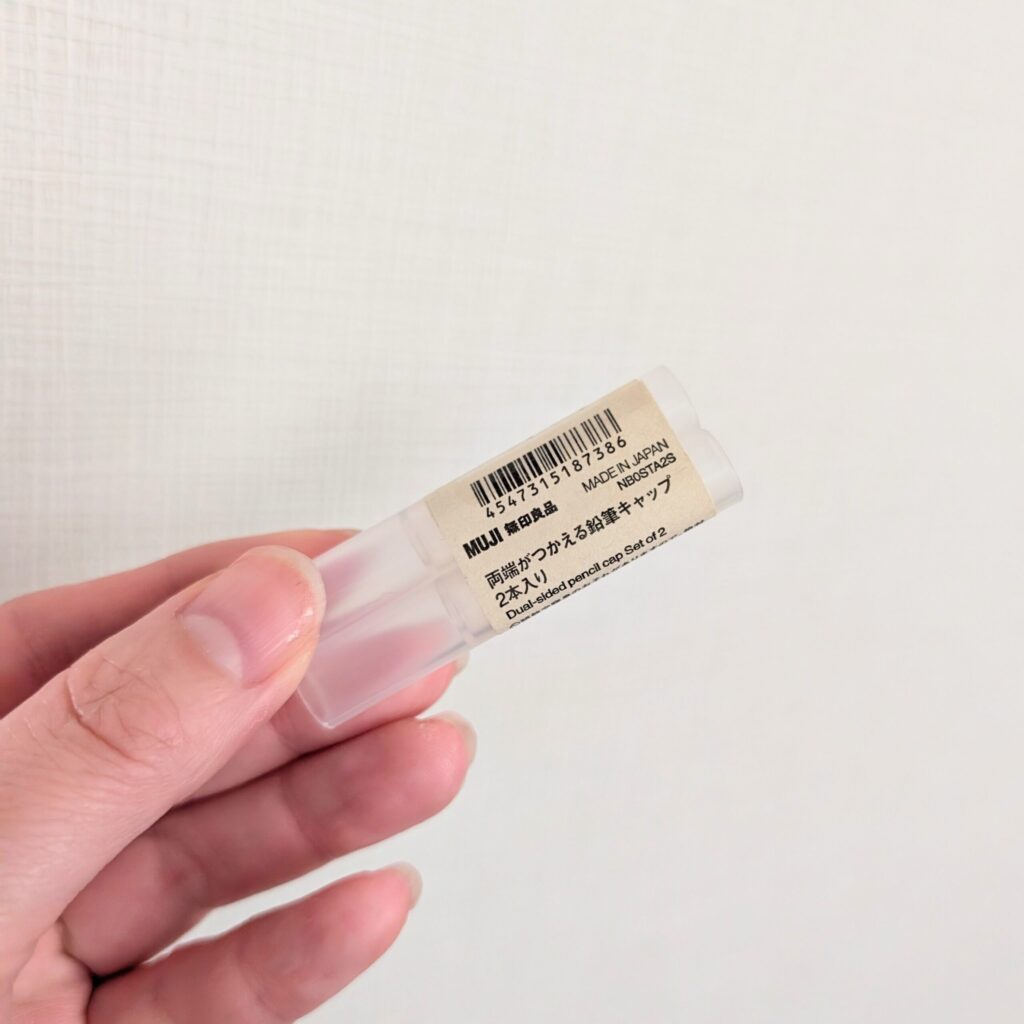 4547315187386
MADE IN JAPAN
NB0STA2S
MUJI 無印良品
両端がつかえる鉛筆キャップ
2本入り
Dual-sided pencil cap Set of 2